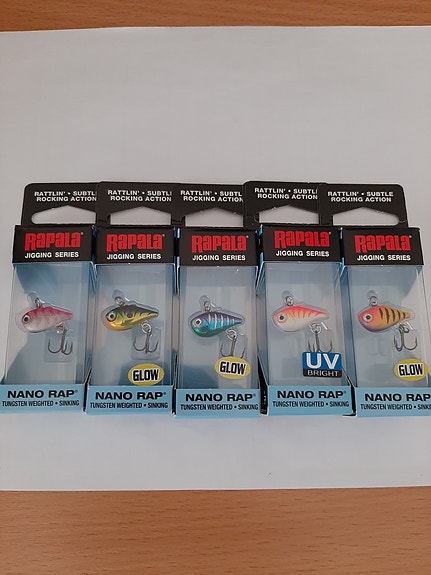 RATTLIN' • SUBTL
ROCKING ACTION
RAPALA
JIGGING SERIES
NANO RAP®
TUNGSTEN WEIGHTED • SINKING
RATTLIN' • SUBTL
ROCKING ACTION
RAPALA
JIGGING SERIES
GLOW
NANO RAP®
TUNGSTEN WEIGHTED • SINKING
RATTLIN' • SUBTL
ROCKING ACTION
RAPALA
JIGGING SERIES
GLOW
NANO RAP®
TUNGSTEN WEIGHTED • SINKING
RATTLIN' • SUBTLE
ROCKING ACTION
RAPALA
JIGGING SERIES
UV
BRIGHT
NANO RAP®
TUNGSTEN WEIGHTED • SINKING
RATTLIN' • SUBTLE
ROCKING ACTION
RAPALA
JIGGING SERIES
GLOW
NANO RAP
TUNGSTEN WEIGHTED • SINKING